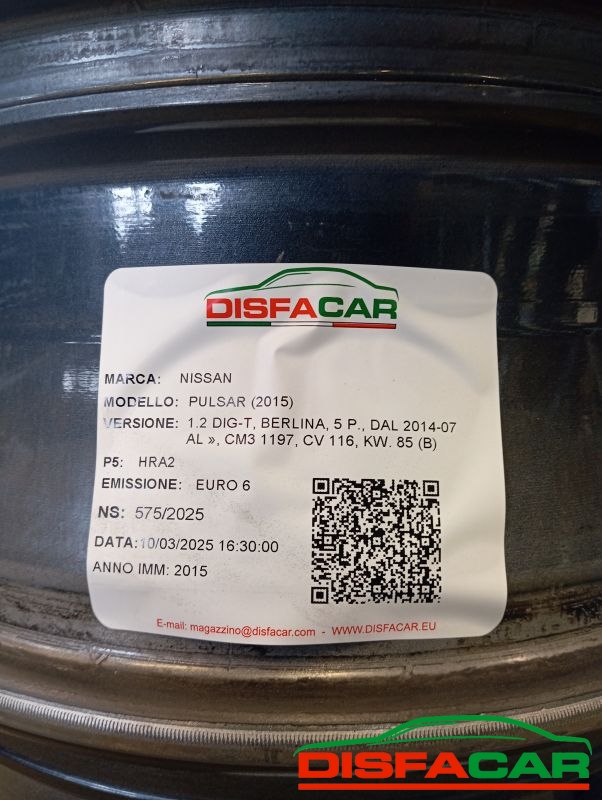 DISFACAR
MARCA: NISSAN
MODELLO: PULSAR (2015)
VERSIONE: 1.2 DIG-T, BERLINA, 5 P., DAL 2014-07
AL », CM3 1197, CV 116, KW. 85 (B)
P5: HRA2
EMISSIONE: EURO 6
NS: 575/2025
DATA:10/03/2025 16:30:00
ANNO IMM: 2015
E-mail: magazzino@disfacar.com - WWW.DISFACAR.EU
DISFACAR